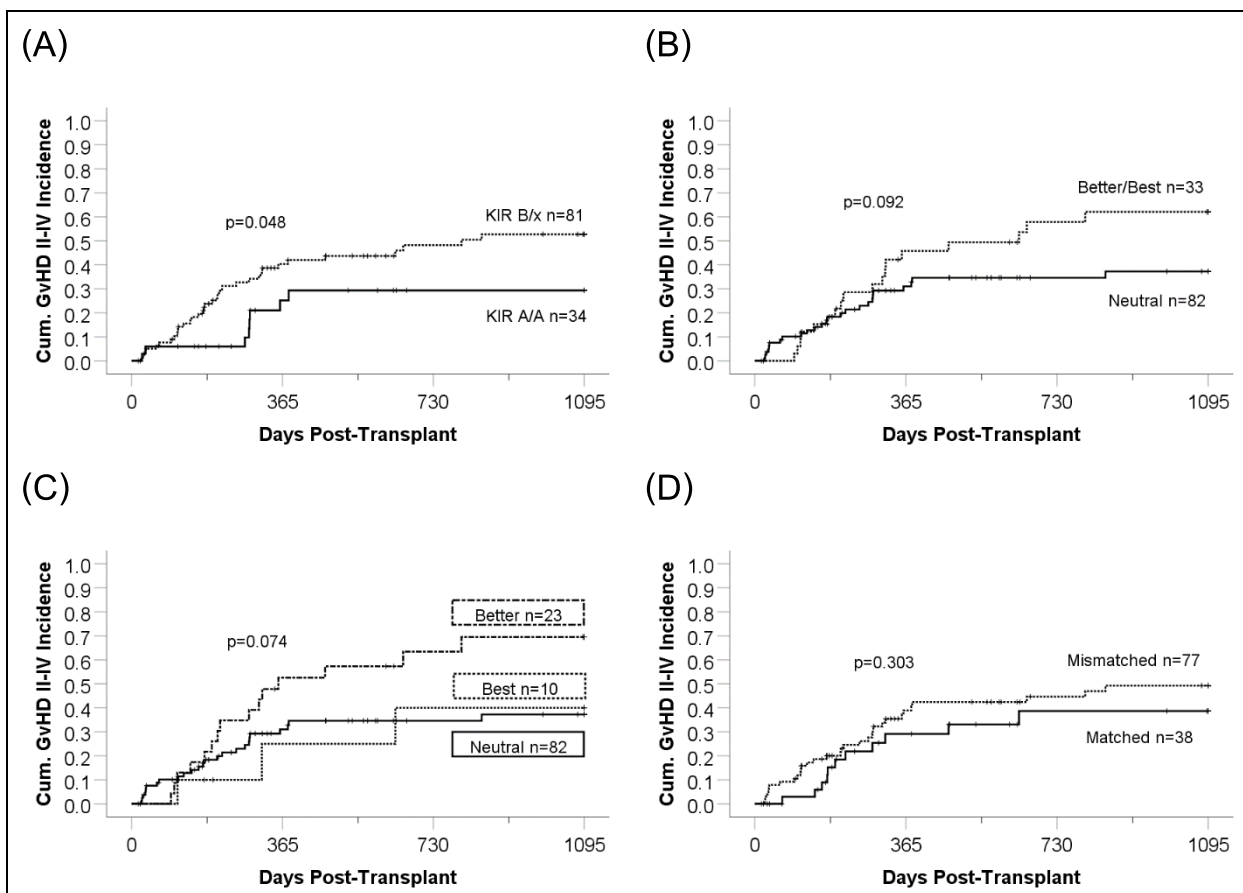 (A)
Cum. GvHD II-IV Incidence
1.0
0.9
0.8
0.7
0.6
0.5
0.4
0.3
0.2
0.1
0.0
p=0.048
KIR B/x n=81
KIR A/A n=34
0 365 730 1095
Days Post-Transplant
(B)
Cum. GvHD II-IV Incidence
1.0
0.9
0.8
0.7
0.6
0.5
0.4
0.3
0.2
0.1
0.0
p=0.092
Better/Best n=33
Neutral n=82
0 365 730 1095
Days Post-Transplant
(C)
Cum. GvHD II-IV Incidence
1.0
0.9
0.8
0.7
0.6
0.5
0.4
0.3
0.2
0.1
0.0
p=0.074
Better n=23
Best n=10
Neutral n=82
0 365 730 1095
Days Post-Transplant
(D)
Cum. GvHD II-IV Incidence
1.0
0.9
0.8
0.7
0.6
0.5
0.4
0.3
0.2
0.1
0.0
p=0.303
Mismatched n=77
Matched n=38
0 365 730 1095
Days Post-Transplant